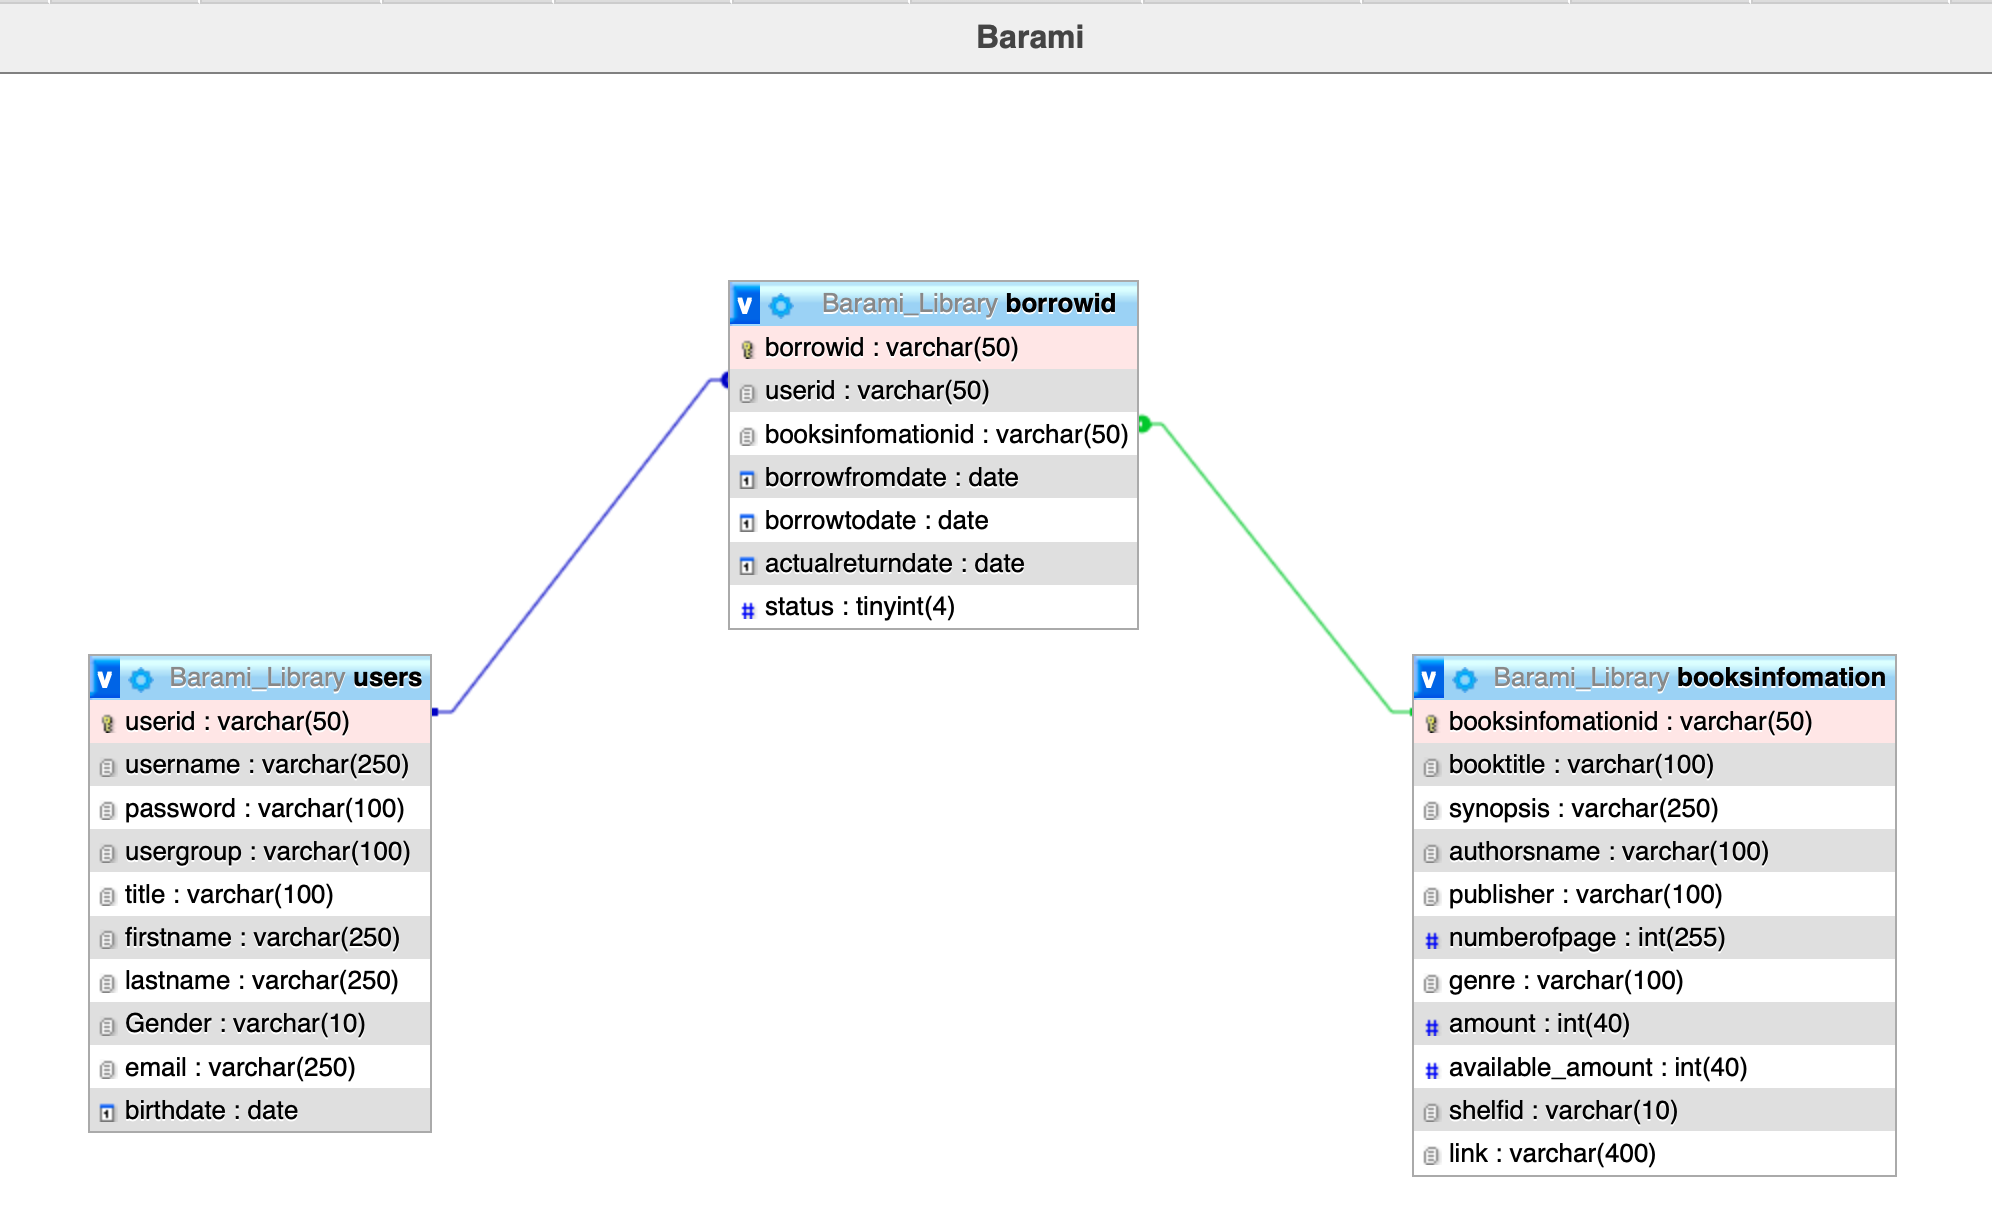 Barami
Barami_Library borrowid
borrowid : varchar(50)
userid : varchar(50)
booksinfomationid : varchar(50)
borrowfromdate : date
borrowtodate : date
actualreturndate : date
status : tinyint(4)
Barami_Library users
userid : varchar(50)
username : varchar(250)
password : varchar(100)
usergroup : varchar(100)
title : varchar(100)
firstname : varchar(250)
lastname : varchar(250)
Gender : varchar(10)
email : varchar(250)
birthdate : date
Barami_Library booksinfomation
booksinfomationid : varchar(50)
booktitle : varchar(100)
synopsis : varchar(250)
authorsname : varchar(100)
publisher : varchar(100)
numberofpage : int(255)
genre : varchar(100)
amount : int(40)
available_amount : int(40)
shelfid : varchar(10)
link : varchar(400)